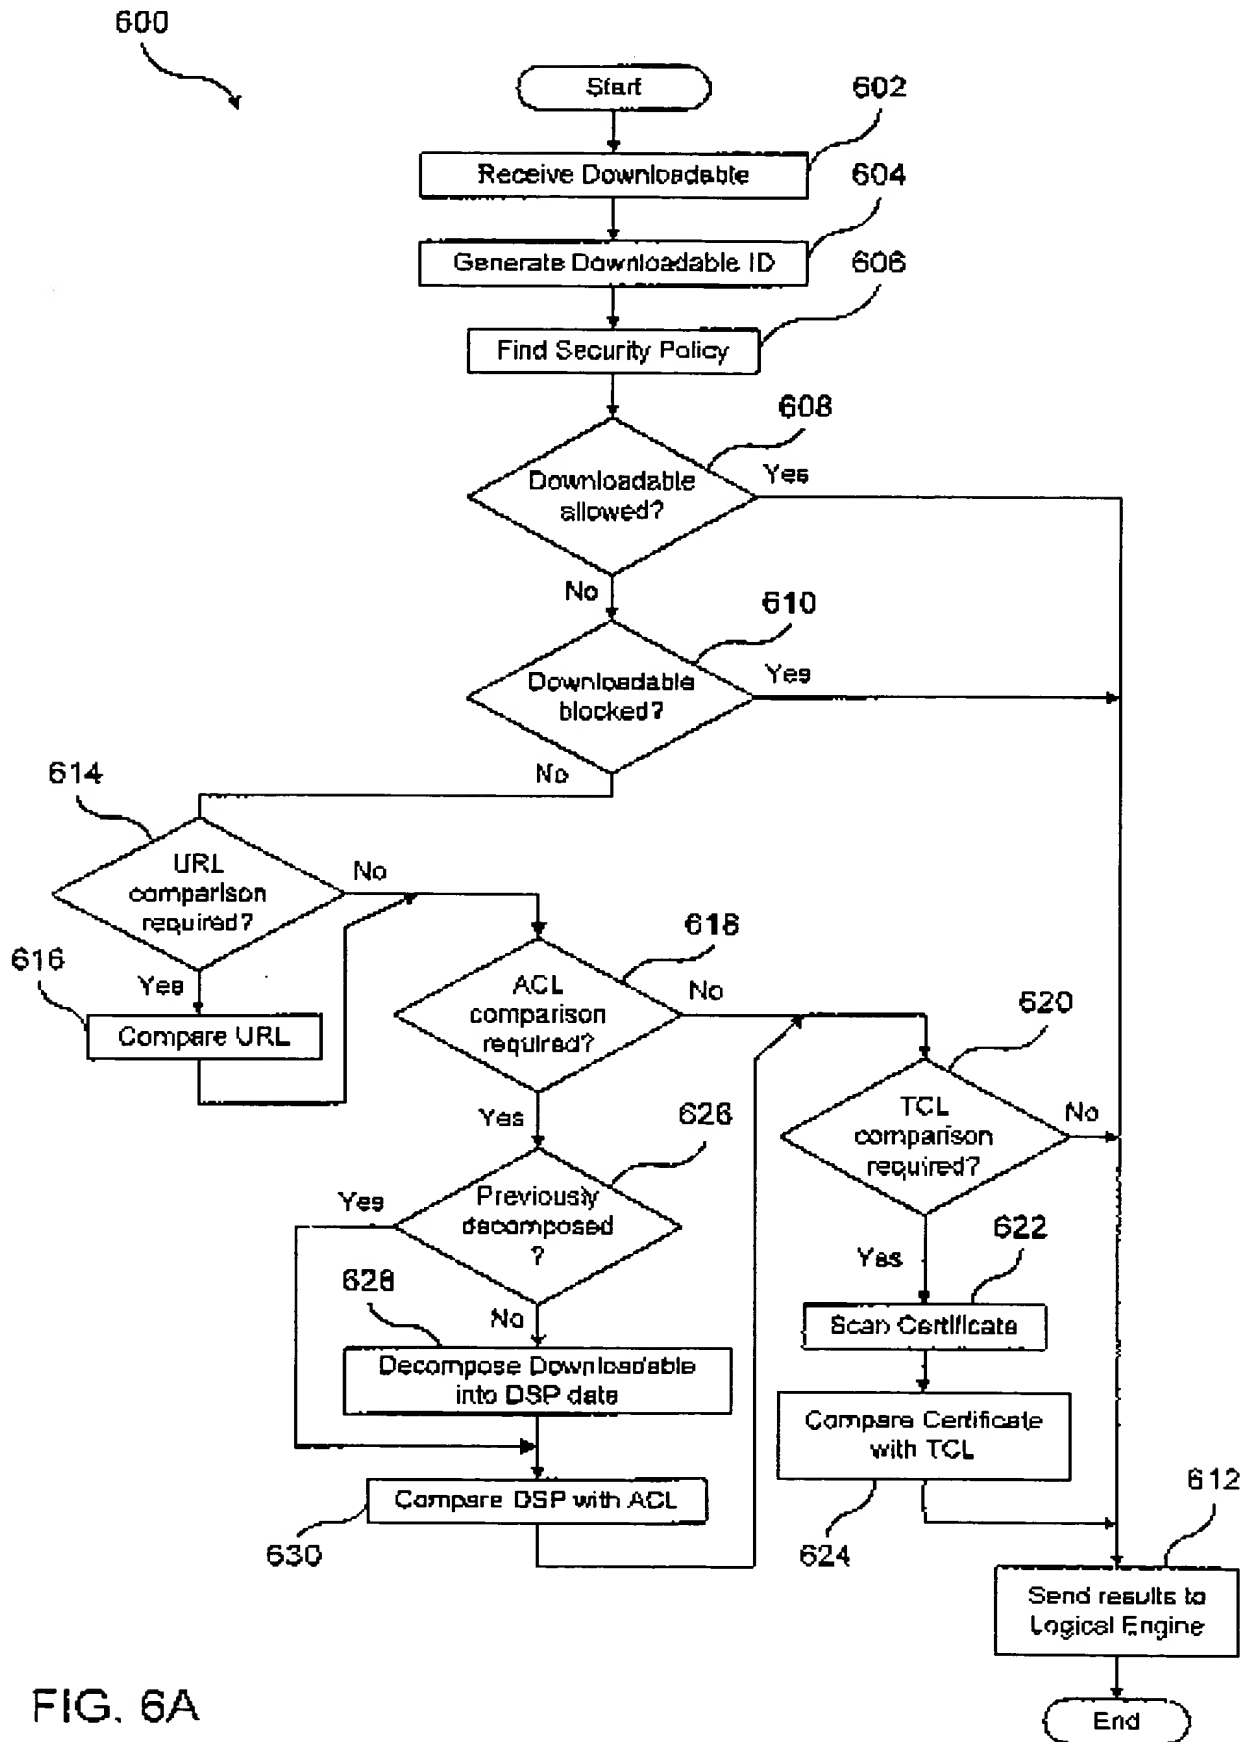 600
Start
602
Receive Downloadable
604
Generate Downloadable ID
606
Find Security Policy
608
Downloadable
allowed?
Yes
No
610
Downloadable
blocked?
Yes
No
614
URL
comparison
required?
No
616
Yes
Compare URL
618
ACL
comparison
required?
No
620
Yes
TCL
comparison
required?
No
626
Previously
decomposed
?
Yes
622
Yes
628
No
Scan Certificate
Decompose Downloadable
into DSP data
Compare Certificate
with TCL
Compare DSP with ACL
612
630
624
Send results to
Logical Engine
FIG. 6A
End